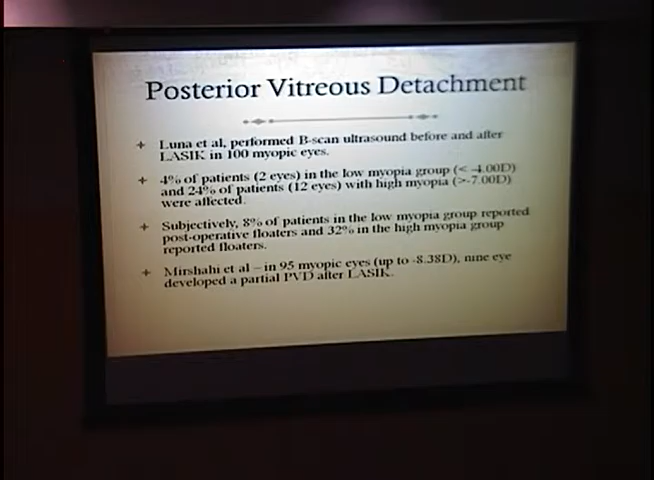 Posterior Vitreous Detachment
Luna et al, performed B-scan ultrasound before and after
LASIK in 100 myopic eyes.
4% of patients (2 eyes) in the low myopia group (< -4.00D)
and 24% of patients (12 eyes) with high myopia (>-7.00D)
were affected.
Subjectively, 8% of patients in the low myopia group reported
post-operative floaters and 32% in the high myopia group
reported floaters.
Mirshahi et al – in 95 myopic eyes (up to -8.38D), nine eye
developed a partial PVD after LASIK.